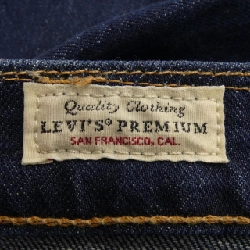 Quality Clothing
LEVI'S® PREMIUM
SAN FRANCISCO, CAL.